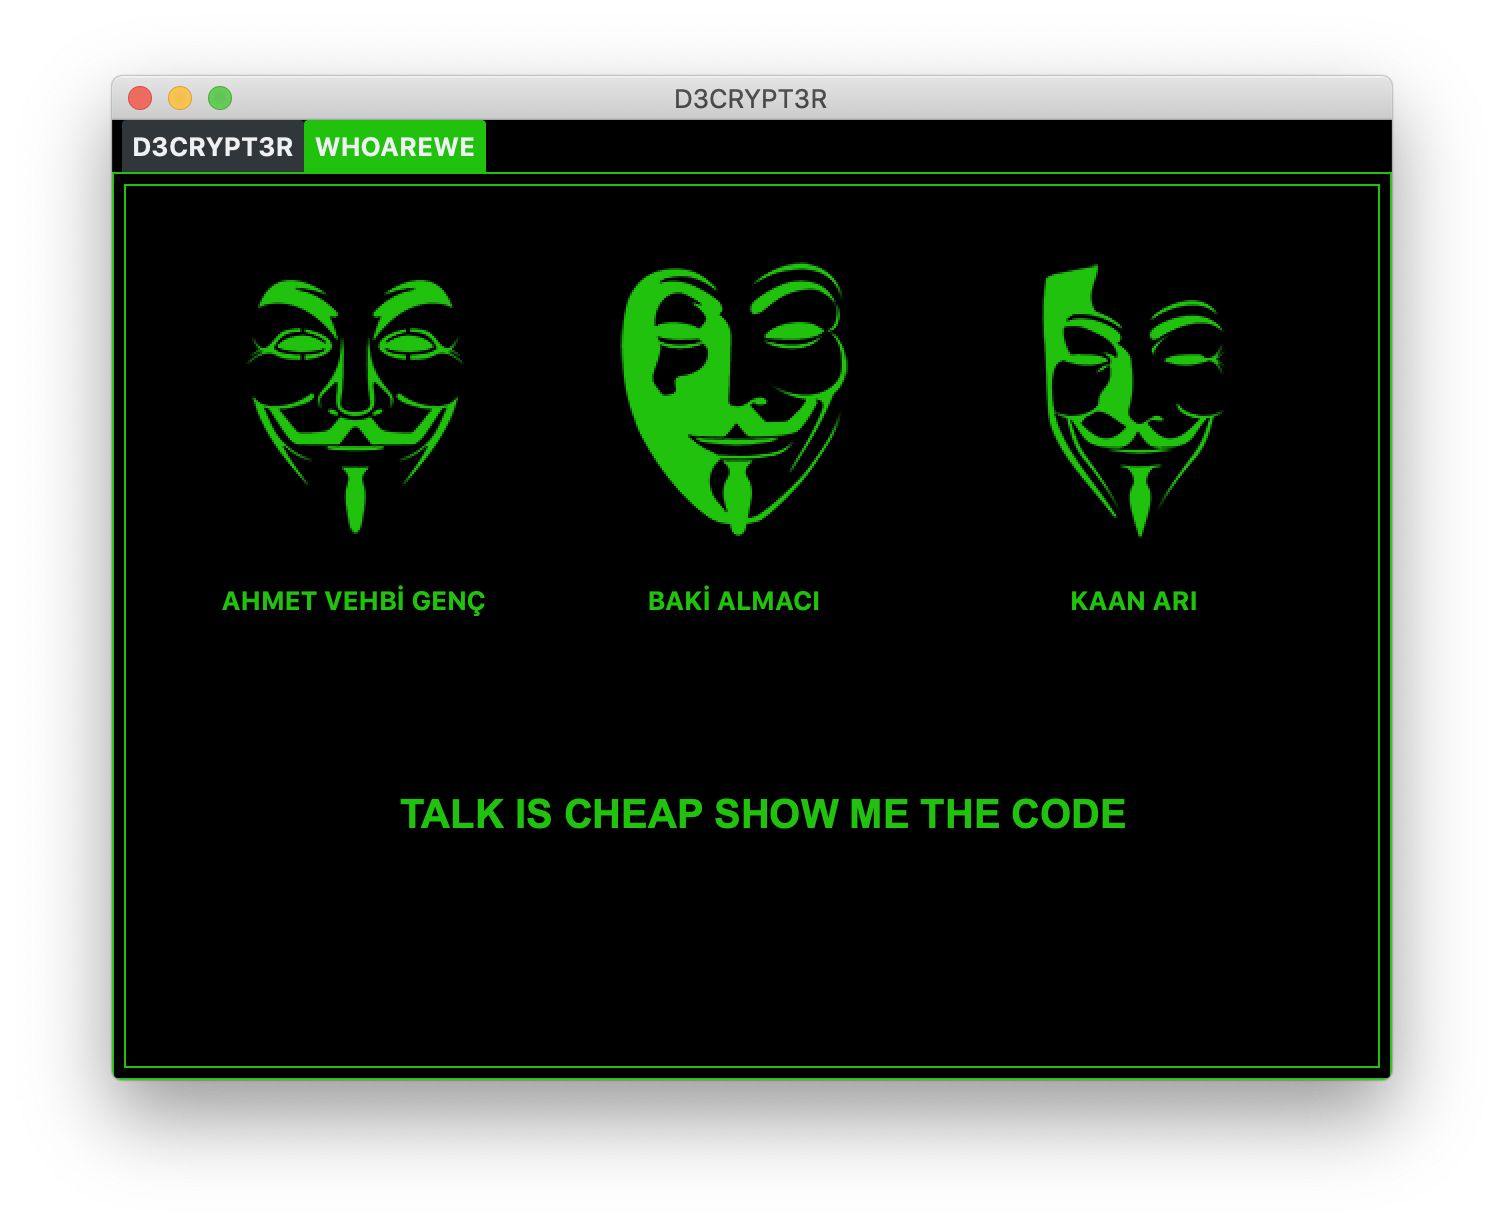 D3CRYPT3R
D3CRYPT3R WHOAREWE
AHMET VEHBİ GENÇ BAKİ ALMACI KAAN ARI
TALK IS CHEAP SHOW ME THE CODE